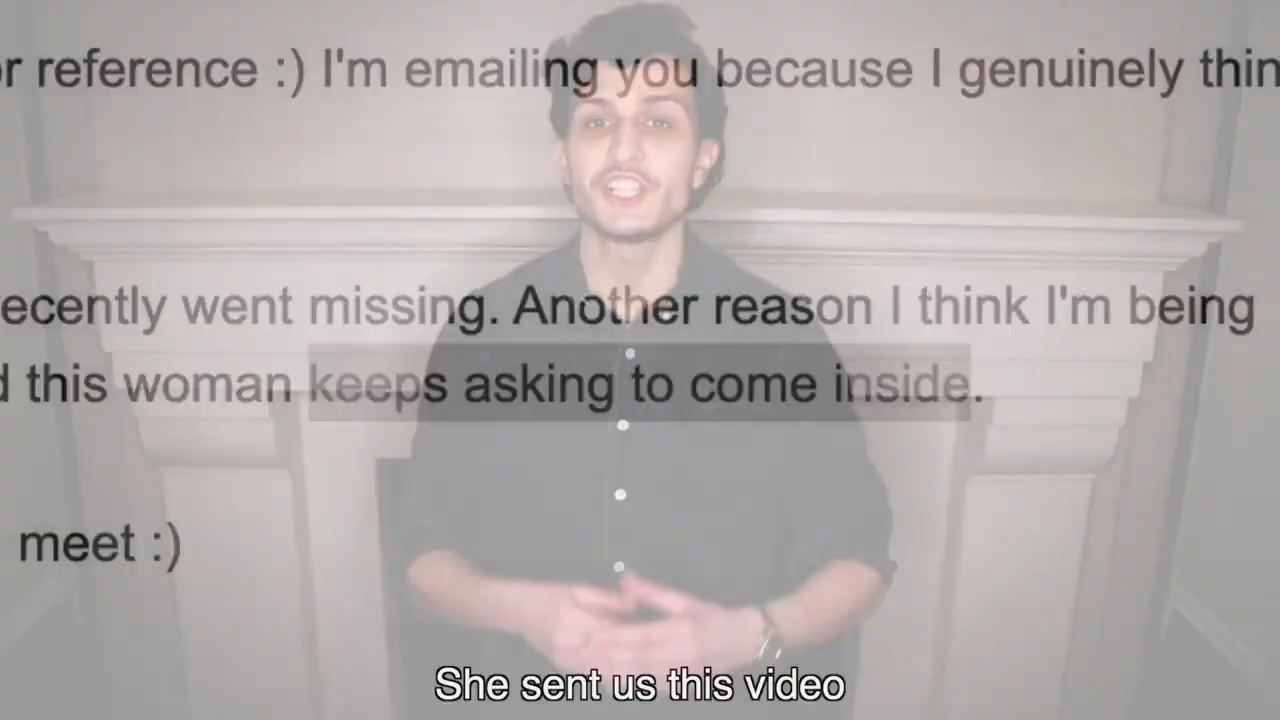 r reference :) I'm emailing you because I genuinely thin
ecently went missing. Another reason I think I'm being
d this woman keeps asking to come inside.
meet :)
She sent us this video